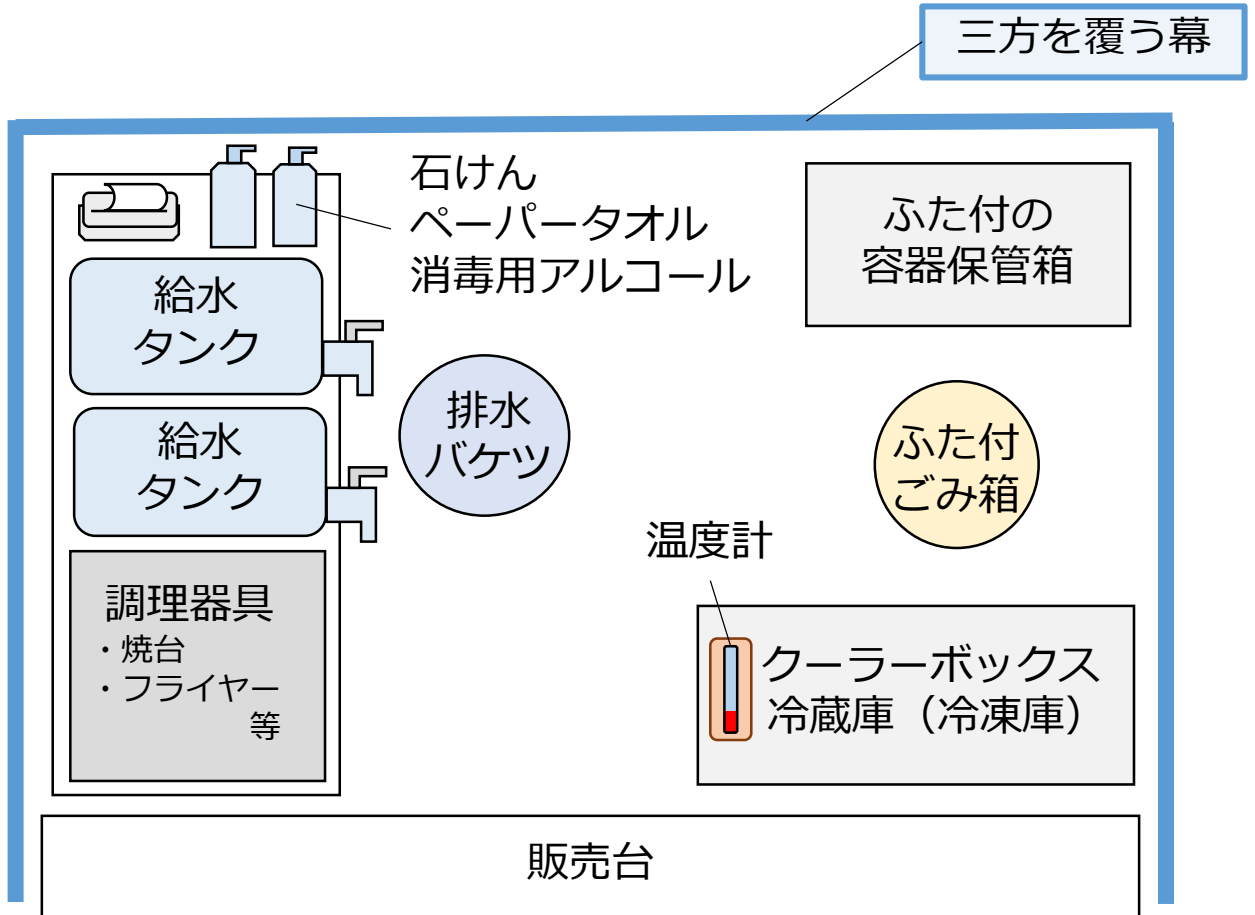 三方を覆う幕
石けん
ペーパータオル
消毒用アルコール
ふた付の
容器保管箱
給水
タンク
排水
バケツ
給水
タンク
ふた付
ごみ箱
温度計
調理器具
・焼台
・フライヤー
等
クーラーボックス
冷蔵庫（冷凍庫）
販売台